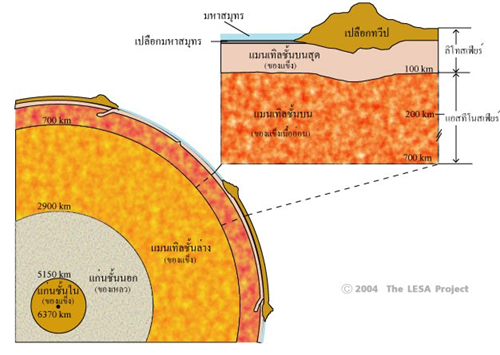 มหาสมุทร
เปลือกมหาสมุทร
เปลือกทวีป
ลิโทสเฟียร์
แมนเทิลชั้นบนสุด
(ของแข็ง)
100 km
แมนเทิลชั้นบน
(ของแข็งเนื้ออ่อน)
200 km
แอสทีโนสเฟียร์
700 km
700 km
2900 km
แมนเทิลชั้นล่าง
(ของแข็ง)
แก่นชั้นนอก
(ของเหลว)
5150 km
แก่นชั้นใน
(ของแข็ง)
6370 km
© 2004 The LESA Project